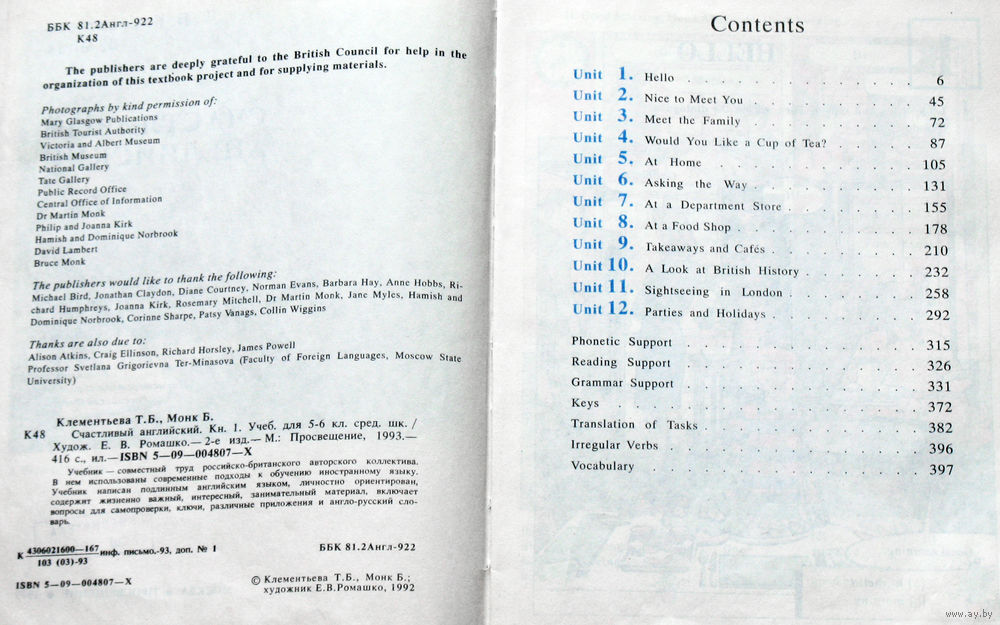 ББК 81.2Англ-922
К48
The publishers are deeply grateful to the British Council for help in the
organization of this textbook project and for supplying materials.
Photographs by kind permission of:
Mary Glasgow Publications
British Tourist Authority
Victoria and Albert Museum
British Museum
National Gallery
Tate Gallery
Public Record Office
Central Office of Information
Dr Martin Monk
Philip and Joanna Kirk
Hamish and Dominique Norbrook
David Lambert
Bruce Monk
The publishers would like to thank the following:
Michael Bird, Jonathan Claydon, Diane Courtney, Norman Evans, Barbara Hay, Anne Hobbs, Ri-
chard Humphreys, Joanna Kirk, Rosemary Mitchell, Dr Martin Monk, Jane Myles, Hamish and
Dominique Norbrook, Corinne Sharpe, Patsy Vanags, Collin Wiggins
Thanks are also due to:
Alison Atkins, Craig Ellinson, Richard Horsley, James Powell
Professor Svetlana Grigorievna Ter-Minasova (Faculty of Foreign Languages, Moscow State
University)
Клементьева Т.Б., Монк Б.
К48 Счастливый английский. Кн. 1. Учеб. для 5-6 кл. сред. шк. /
Худож. Е. В. Ромашко.— 2-е изд.— М.: Просвещение, 1993.—
416 с., ил.—ISBN 5—09—004807—X
Учебник — совместный труд российско-британского авторского коллектива.
В нем использованы современные подходы к обучению иностранному языку.
Учебник написан подлинным английским языком, личностно ориентирован,
содержит жизненно важный, интересный, занимательный материал, включает
вопросы для самопроверки, ключи, различные приложения и англо-русский сло-
варь.
К 4306021600—167 инф. письмо.-93, доп. № 1
103 (03)-93
ББК 81.2Англ-922
ISBN 5—09—004807—X
© Клементьева Т.Б., Монк Б.;
художник Е.В.Ромашко, 1992
Contents
Unit 1. Hello . . . . . . . . . . . . 6
Unit 2. Nice to Meet You . . . . . . . . 45
Unit 3. Meet the Family . . . . . . . . 72
Unit 4. Would You Like a Cup of Tea? . . . . . 87
Unit 5. At Home . . . . . . . . . . 105
Unit 6. Asking the Way . . . . . . . . 131
Unit 7. At a Department Store . . . . . . . 155
Unit 8. At a Food Shop . . . . . . . . 178
Unit 9. Takeaways and Cafés . . . . . . . 210
Unit 10. A Look at British History . . . . . . 232
Unit 11. Sightseeing in London . . . . . . . 258
Unit 12. Parties and Holidays . . . . . . . 292
Phonetic Support . . . . . . . . . . 315
Reading Support . . . . . . . . . . 326
Grammar Support . . . . . . . . . . 331
Keys . . . . . . . . . . . . . . 372
Translation of Tasks . . . . . . . . . 382
Irregular Verbs . . . . . . . . . . . 396
Vocabulary . . . . . . . . . . . . 397
www.ay.by